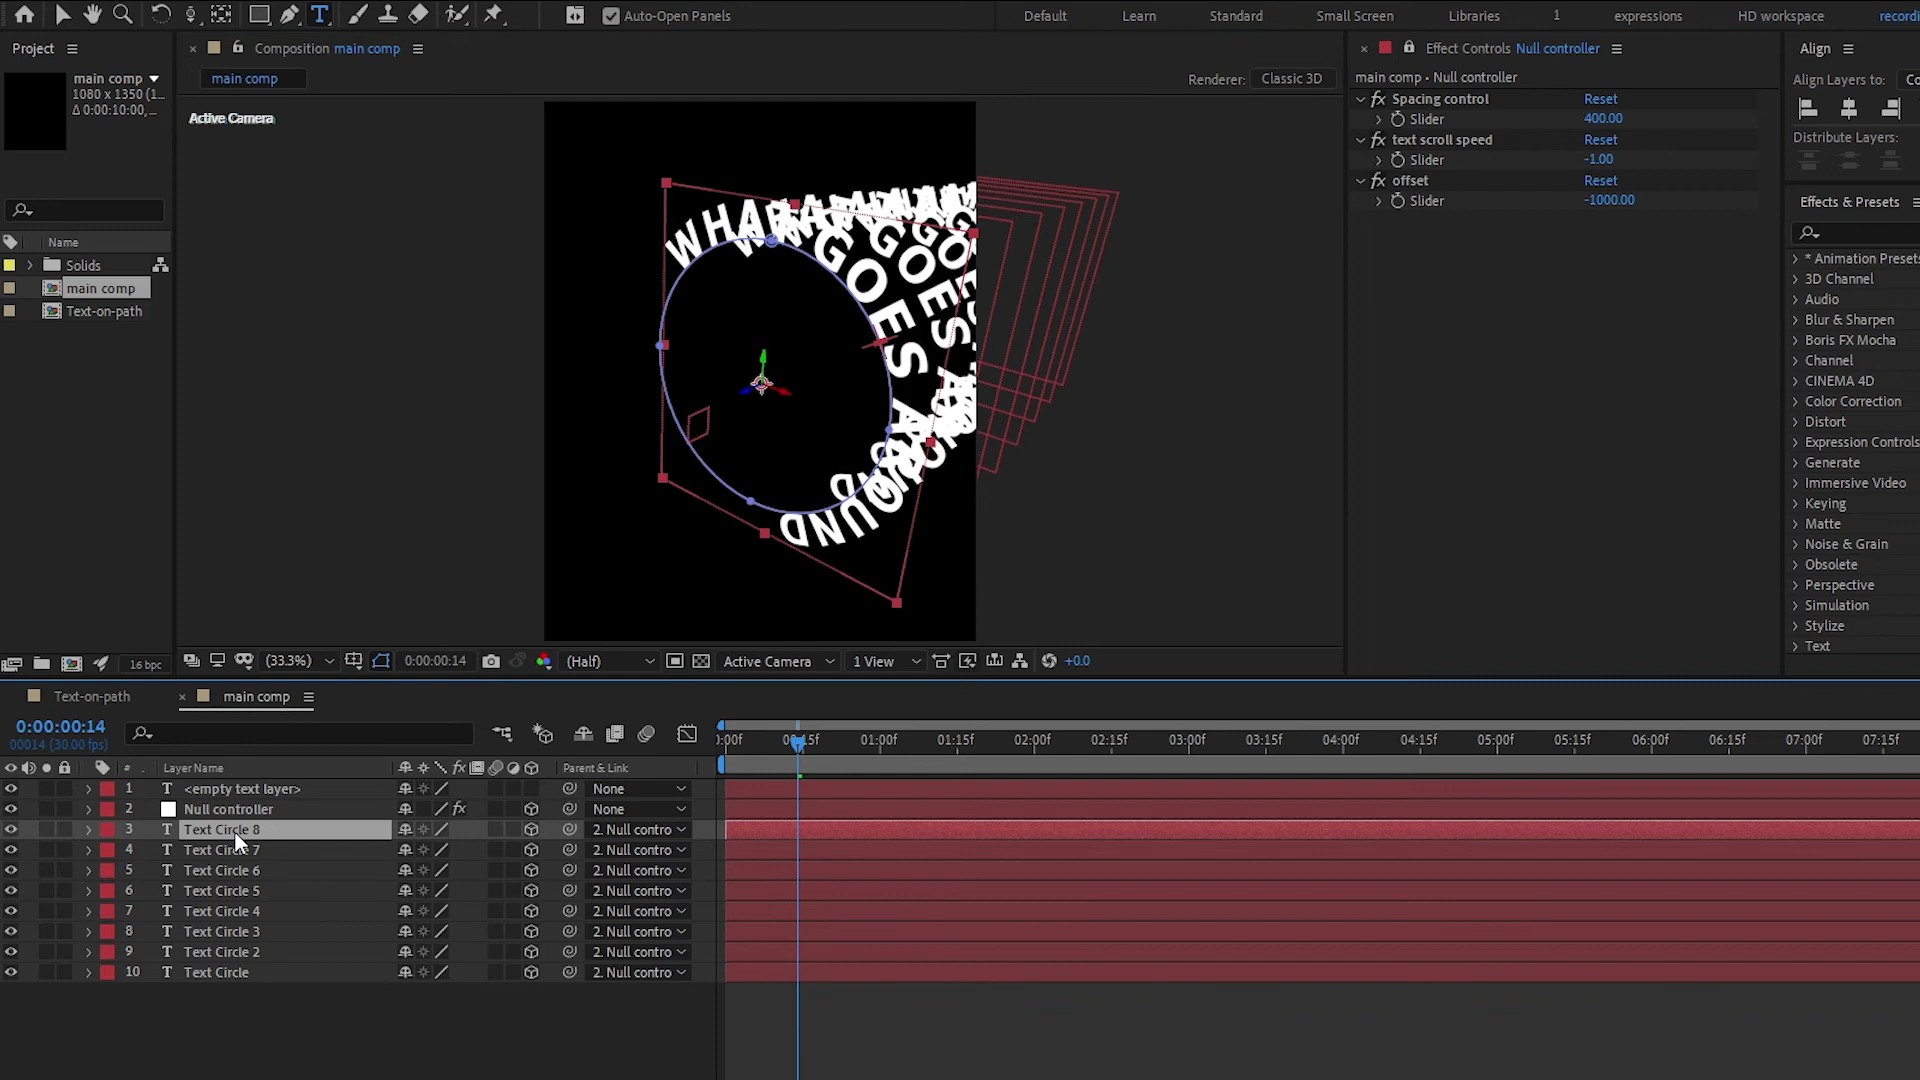 Auto-Open Panels
Default
Learn
Standard
Small Screen
Libraries
1
expressions
HD workspace
recordi
Project
Composition main comp
Effect Controls Null controller
Align
main comp
1080 x 1350 (1...
Δ 0:00:10:00,...
main comp
Renderer:
Classic 3D
main comp • Null controller
Align Layers to:
Co
Active Camera
fx Spacing control Reset
Slider 400.00
fx text scroll speed Reset
Slider -1.00
fx offset Reset
Slider -1000.00
Distribute Layers:
Effects & Presets
* Animation Presets
3D Channel
Audio
Blur & Sharpen
Boris FX Mocha
Channel
CINEMA 4D
Color Correction
Distort
Expression Controls
Generate
Immersive Video
Keying
Matte
Noise & Grain
Obsolete
Perspective
Simulation
Stylize
Text
Name
Solids
main comp
Text-on-path
GOES
16 bpc
(33.3%)
0:00:00:14
(Half)
Active Camera
1 View
+0.0
Text-on-path
main comp
0:00:00:14
00014 (30.00 fps)
:00f 00:15f 01:00f 01:15f 02:00f 02:15f 03:00f 03:15f 04:00f 04:15f 05:00f 05:15f 06:00f 06:15f 07:00f 07:15f
# Layer Name fx Parent & Link
1 T <empty text layer> None
2 Null controller fx None
3 T Text Circle 8 2. Null contro
4 T Text Circle 7 2. Null contro
5 T Text Circle 6 2. Null contro
6 T Text Circle 5 2. Null contro
7 T Text Circle 4 2. Null contro
8 T Text Circle 3 2. Null contro
9 T Text Circle 2 2. Null contro
10 T Text Circle 2. Null contro